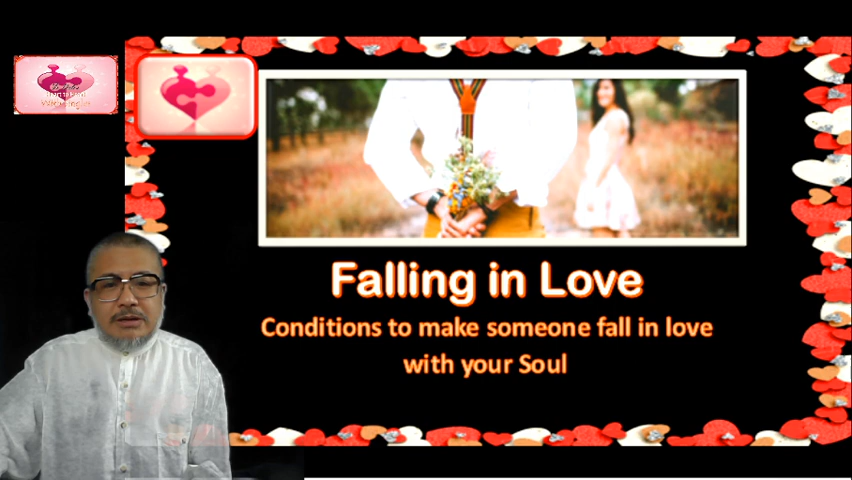 Falling in Love
Conditions to make someone fall in love
with your Soul